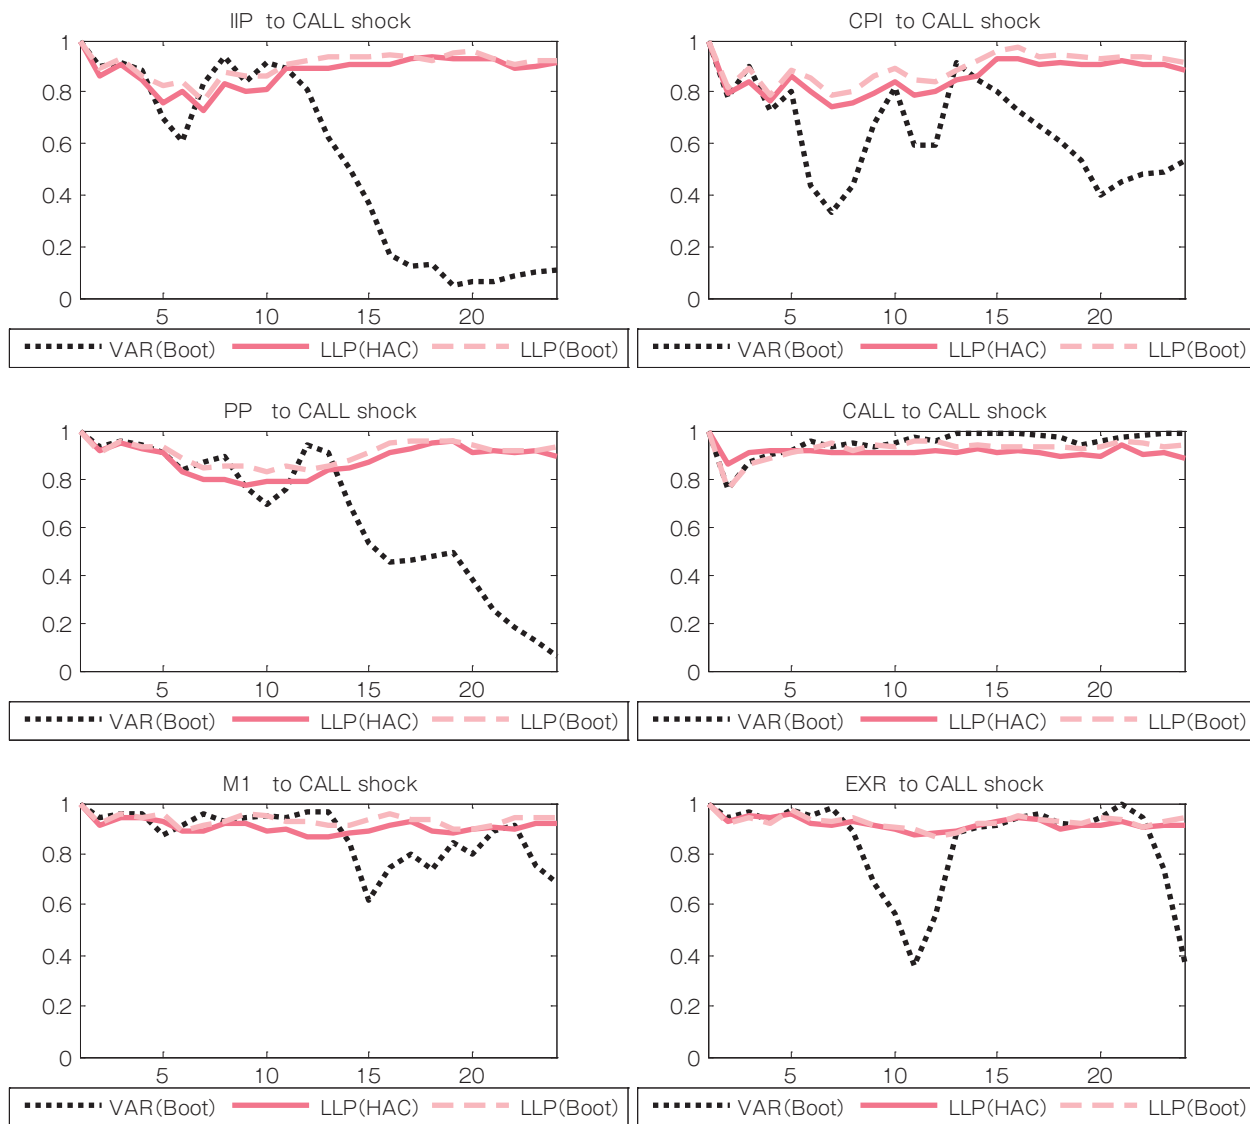 IIP to CALL shock
1
0.8
0.6
0.4
0.2
0
5 10 15 20
VAR(Boot) LLP(HAC) LLP(Boot)
CPI to CALL shock
1
0.8
0.6
0.4
0.2
0
5 10 15 20
VAR(Boot) LLP(HAC) LLP(Boot)
PP to CALL shock
1
0.8
0.6
0.4
0.2
0
5 10 15 20
VAR(Boot) LLP(HAC) LLP(Boot)
CALL to CALL shock
1
0.8
0.6
0.4
0.2
0
5 10 15 20
VAR(Boot) LLP(HAC) LLP(Boot)
M1 to CALL shock
1
0.8
0.6
0.4
0.2
0
5 10 15 20
VAR(Boot) LLP(HAC) LLP(Boot)
EXR to CALL shock
1
0.8
0.6
0.4
0.2
0
5 10 15 20
VAR(Boot) LLP(HAC) LLP(Boot)